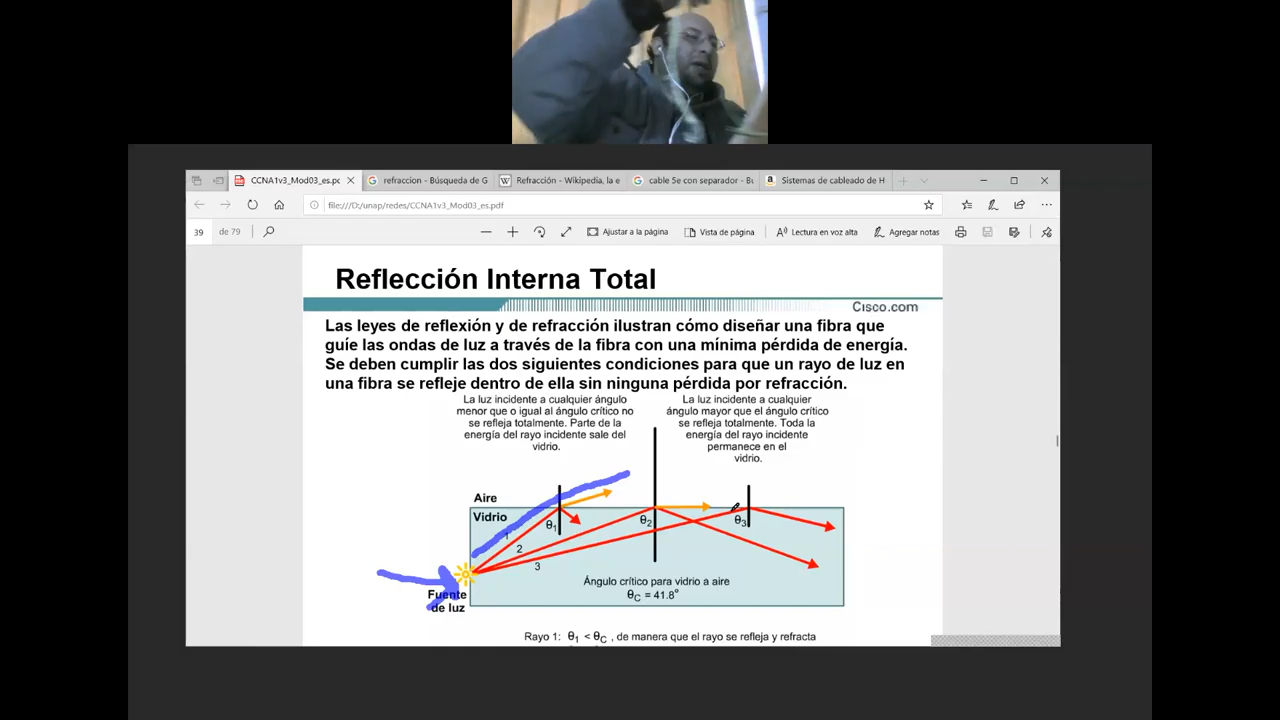 CCNA1v3_Mod03_es.pc
refraccion - Búsqueda de G
Refracción - Wikipedia, la e
cable 5e con separador - Bu
Sistemas de cableado de H
file:///D:/unap/redes/CCNA1v3_Mod03_es.pdf
39 de 79
Ajustar a la página
Vista de página
Lectura en voz alta
Agregar notas
Reflección Interna Total
Cisco.com
Las leyes de reflexión y de refracción ilustran cómo diseñar una fibra que
guíe las ondas de luz a través de la fibra con una mínima pérdida de energía.
Se deben cumplir las dos siguientes condiciones para que un rayo de luz en
una fibra se refleje dentro de ella sin ninguna pérdida por refracción.
La luz incidente a cualquier ángulo
menor que o igual al ángulo crítico no
se refleja totalmente. Parte de la
energía del rayo incidente sale del
vidrio.
La luz incidente a cualquier
ángulo mayor que el ángulo crítico
se refleja totalmente. Toda la
energía del rayo incidente
permanece en el
vidrio.
Aire
Vidrio
θ1
θ2
θ3
1
2
3
Fuente
de luz
Ángulo crítico para vidrio a aire
θC = 41.8°
Rayo 1: θ1 < θC , de manera que el rayo se refleja y refracta